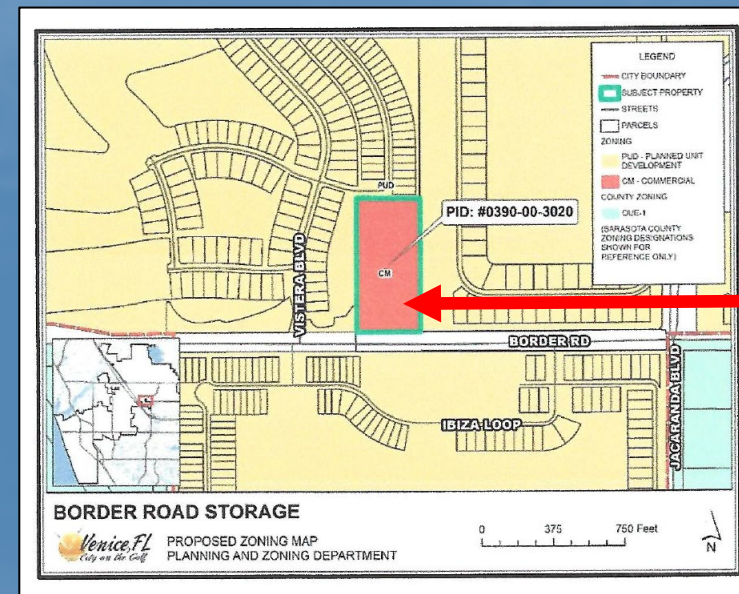 LEGEND
CITY BOUNDARY
SUBJECT PROPERTY
STREETS
PARCELS
ZONING
PUD - PLANNED UNIT
DEVELOPMENT
CM - COMMERCIAL
COUNTY ZONING
OUE-1
(SARASOTA COUNTY
ZONING DESIGNATIONS
SHOWN FOR
REFERENCE ONLY)
PUD
PID: #0390-00-3020
VISTERA BLVD
CM
BORDER RD
JACARANDA BLVD
IBIZA LOOP
BORDER ROAD STORAGE
Venice, FL
City on the Gulf
PROPOSED ZONING MAP
PLANNING AND ZONING DEPARTMENT
0 375 750 Feet
N